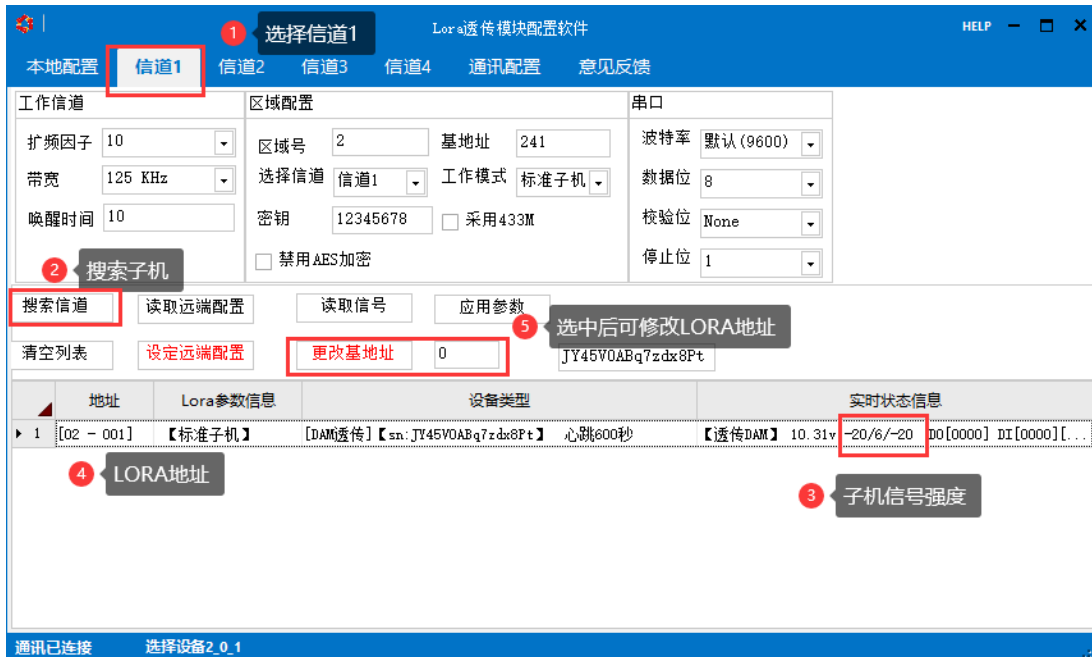 1 选择信道1 Lora透传模块配置软件 HELP
本地配置 信道1 信道2 信道3 信道4 通讯配置 意见反馈
工作信道 区域配置 串口
扩频因子 10 区域号 2 基地址 241 波特率 默认(9600)
带宽 125 KHz 选择信道 信道1 工作模式 标准子机 数据位 8
唤醒时间 10 密钥 12345678 采用433M 校验位 None
禁用AES加密 停止位 1
2 搜索子机
搜索信道 读取远端配置 读取信号 应用参数
5 选中后可修改LORA地址
清空列表 设定远端配置 更改基地址 0 JY45V0ABq7zdx8Pt
地址 Lora参数信息 设备类型 实时状态信息
1 [02 - 001] 【标准子机】 [DAM透传]【sn:JY45V0ABq7zdx8Pt】 心跳600秒 【透传DAM】 10.31v -20/6/-20 DO[0000] DI[0000][...
4 LORA地址
3 子机信号强度
通讯已连接 选择设备2_0_1